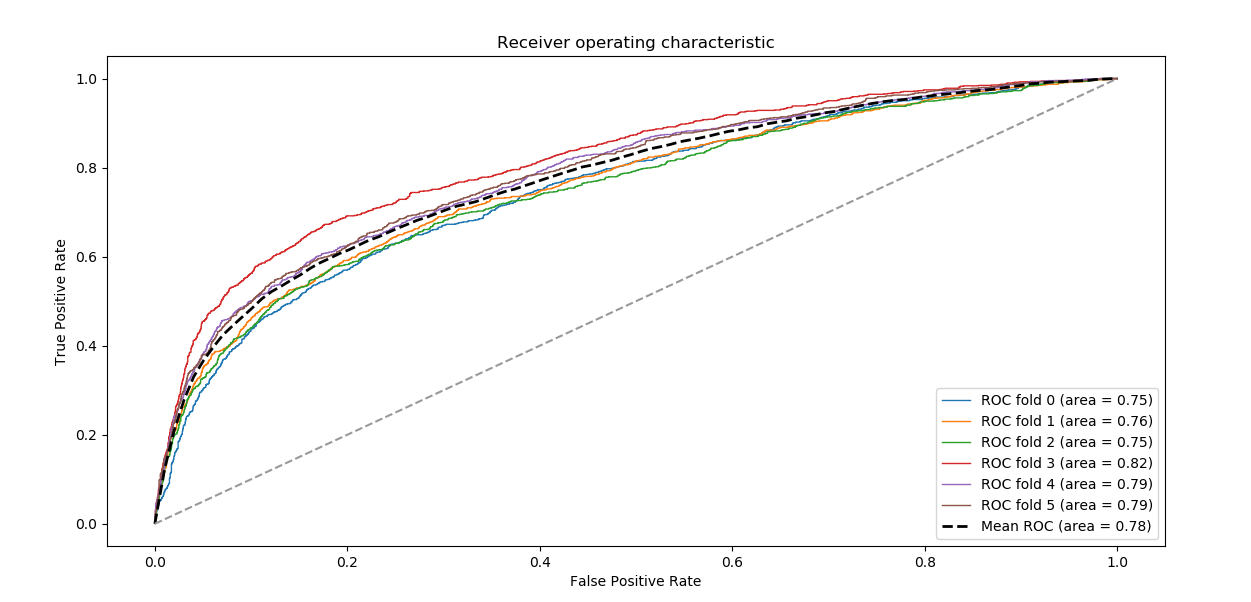 Receiver operating characteristic
True Positive Rate
1.0
0.8
0.6
0.4
0.2
0.0
ROC fold 0 (area = 0.75)
ROC fold 1 (area = 0.76)
ROC fold 2 (area = 0.75)
ROC fold 3 (area = 0.82)
ROC fold 4 (area = 0.79)
ROC fold 5 (area = 0.79)
Mean ROC (area = 0.78)
0.0 0.2 0.4 0.6 0.8 1.0
False Positive Rate